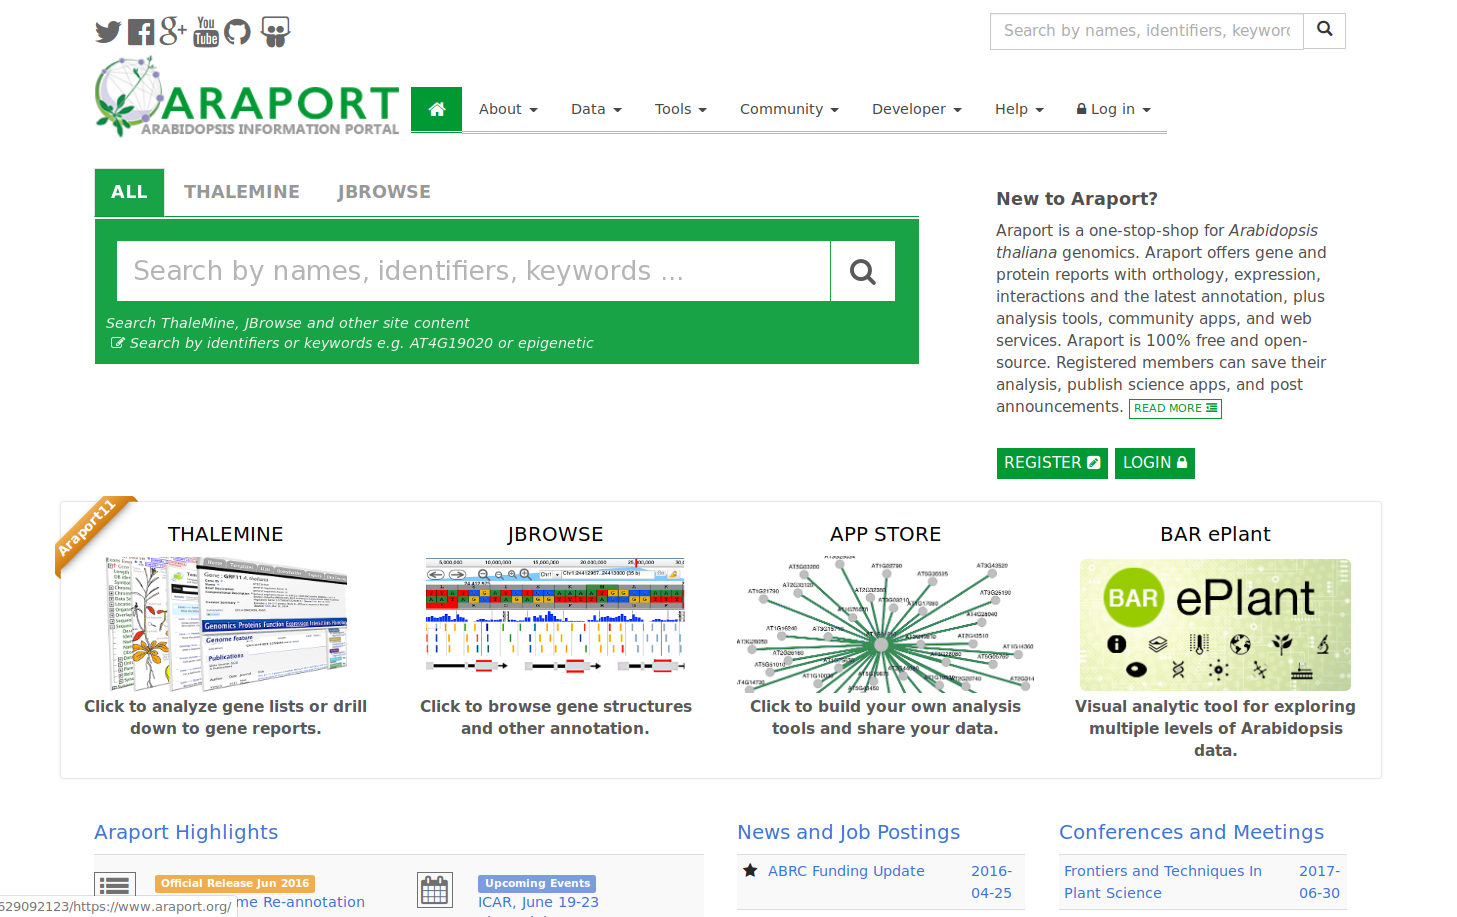 Search by names, identifiers, keywor
ARAPORT
ARABIDOPSIS INFORMATION PORTAL
About
Data
Tools
Community
Developer
Help
Log in
ALL
THALEMINE
JBROWSE
Search by names, identifiers, keywords ...
Search ThaleMine, JBrowse and other site content
Search by identifiers or keywords e.g. AT4G19020 or epigenetic
New to Araport?
Araport is a one-stop-shop for Arabidopsis
thaliana genomics. Araport offers gene and
protein reports with orthology, expression,
interactions and the latest annotation, plus
analysis tools, community apps, and web
services. Araport is 100% free and open-
source. Registered members can save their
analysis, publish science apps, and post
announcements. READ MORE
REGISTER
LOGIN
Araport11
THALEMINE
Click to analyze gene lists or drill
down to gene reports.
JBROWSE
Click to browse gene structures
and other annotation.
APP STORE
Click to build your own analysis
tools and share your data.
BAR ePlant
BAR ePlant
Visual analytic tool for exploring
multiple levels of Arabidopsis
data.
Araport Highlights
Official Release Jun 2016
me Re-annotation
Upcoming Events
ICAR, June 19-23
News and Job Postings
ABRC Funding Update
2016-
04-25
Conferences and Meetings
Frontiers and Techniques In
Plant Science
2017-
06-30
629092123/https://www.araport.org/